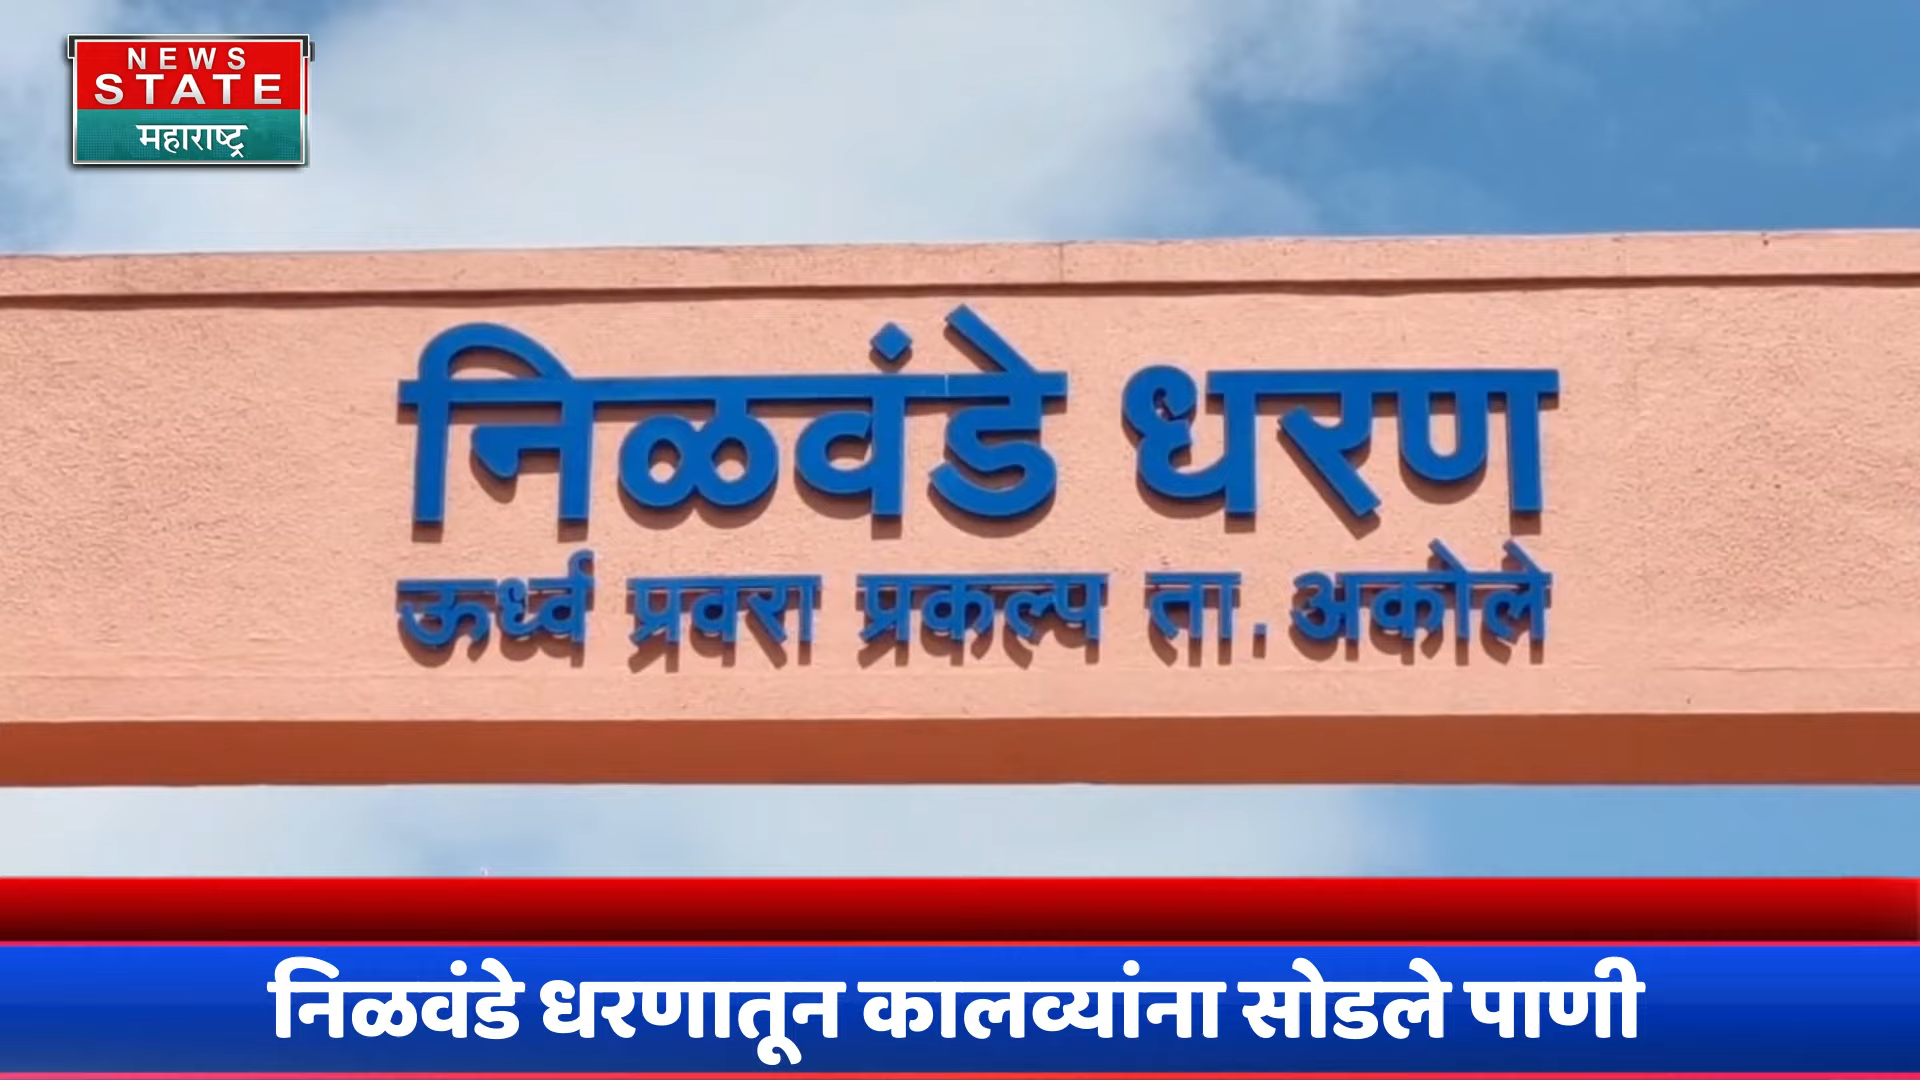 NEWS
STATE
महाराष्ट्र
निळवंडे धरण
ऊर्ध्व प्रवरा प्रकल्प ता. अकोले
निळवंडे धरणातून कालव्यांना सोडले पाणी